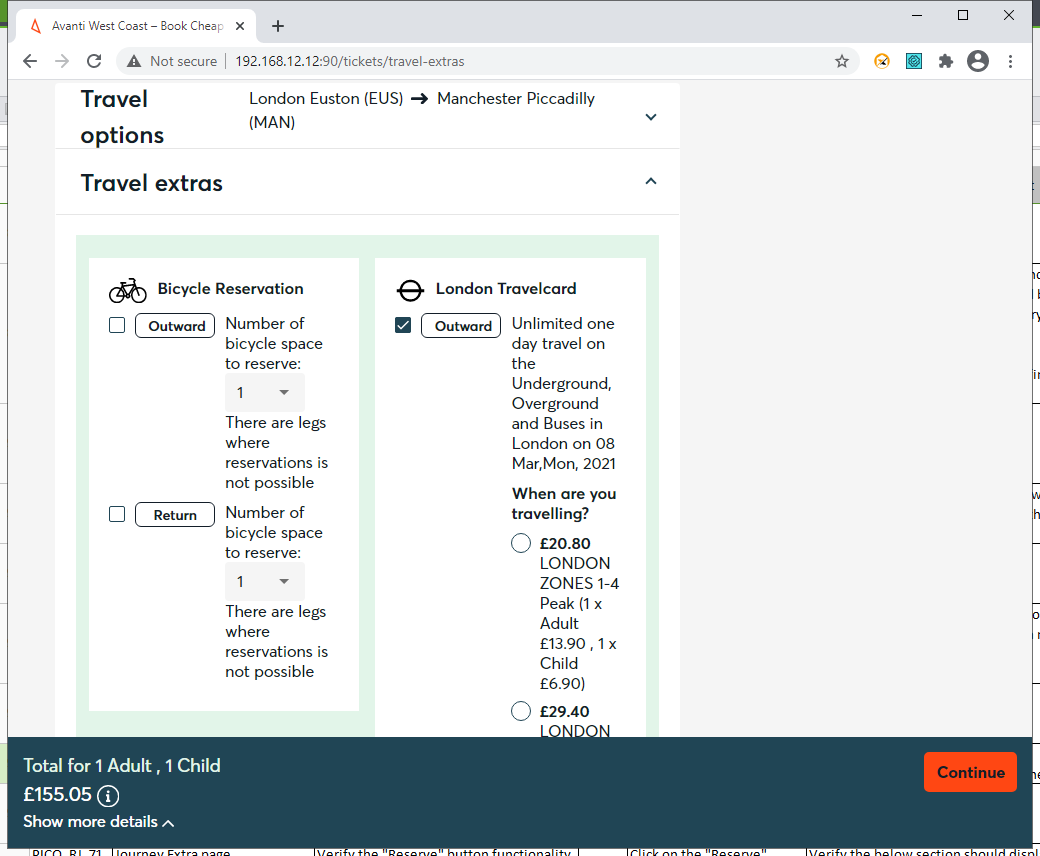 Avanti West Coast – Book Cheap
Not secure
192.168.12.12:90/tickets/travel-extras
Travel options
London Euston (EUS) → Manchester Piccadilly
(MAN)
Travel extras
Bicycle Reservation
Outward
Number of
bicycle space
to reserve:
1
There are legs
where
reservations is
not possible
Return
Number of
bicycle space
to reserve:
1
There are legs
where
reservations is
not possible
London Travelcard
Outward
Unlimited one
day travel on
the
Underground,
Overground
and Buses in
London on 08
Mar,Mon, 2021
When are you
travelling?
£20.80
LONDON
ZONES 1-4
Peak (1 x
Adult
£13.90 , 1 x
Child
£6.90)
£29.40
LONDON
Total for 1 Adult , 1 Child
£155.05
Show more details
Continue
PICO_RJ_71
Journey Extra page
Verify the "Reserve" button functionality
Click on the "Reserve"
Verify the below section should displ